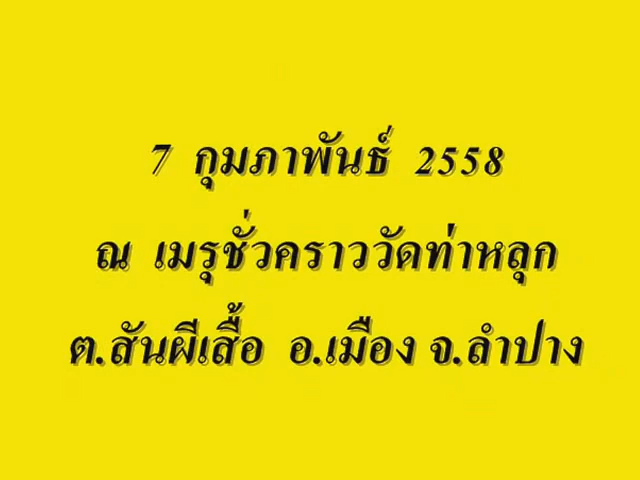 7 กุมภาพันธ์ 2558
ณ เมรุชั่วคราววัดท่าหลุก
ต.สันผีเสื้อ อ.เมือง จ.ลำปาง